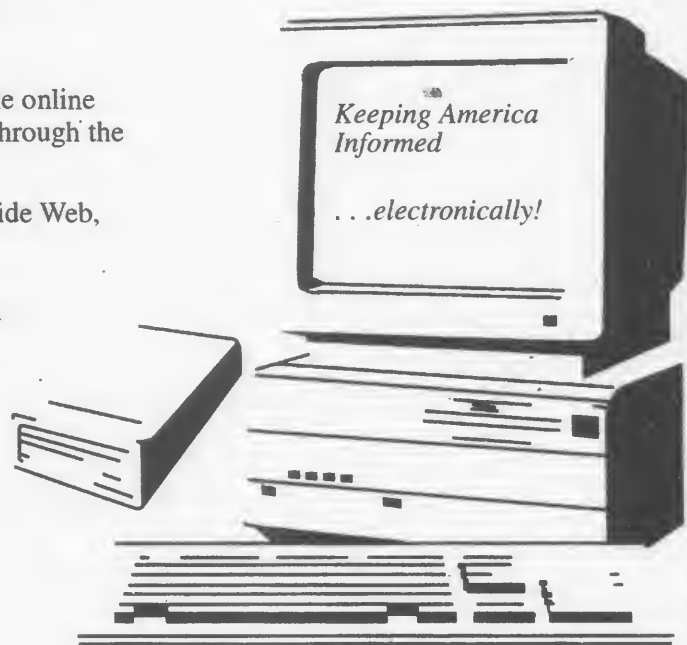 e online
hrough the
ide Web,
Keeping America
Informed
. . .electronically!